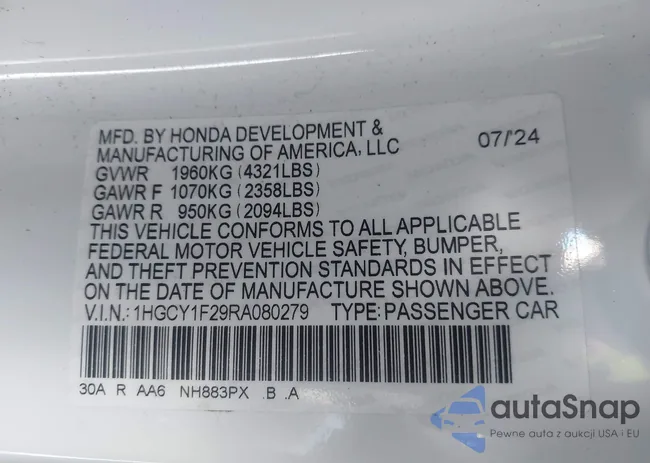 MFD. BY HONDA DEVELOPMENT &
MANUFACTURING OF AMERICA, LLC 07/'24
GVWR 1960KG (4321LBS)
GAWR F 1070KG (2358LBS)
GAWR R 950KG (2094LBS)
THIS VEHICLE CONFORMS TO ALL APPLICABLE
FEDERAL MOTOR VEHICLE SAFETY, BUMPER,
AND THEFT PREVENTION STANDARDS IN EFFECT
ON THE DATE OF MANUFACTURE SHOWN ABOVE.
V.I.N.: 1HGCY1F29RA080279 TYPE: PASSENGER CAR
30A R AA6 NH883PX .B .A
autaSnap
Pewne auta z aukcji USA i EU